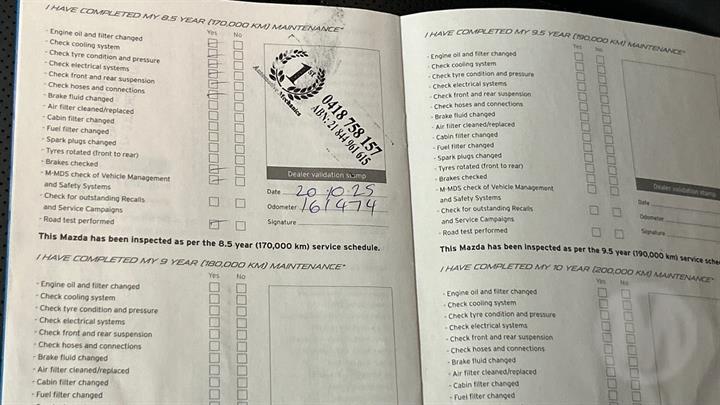 I HAVE COMPLETED MY 8.5 YEAR (170,000 KM) MAINTENANCE*
Yes No
- Engine oil and filter changed
- Check cooling system
- Check tyre condition and pressure
- Check electrical systems
- Check front and rear suspension
- Check hoses and connections
- Brake fluid changed
- Air filter cleaned/replaced
- Cabin filter changed
- Fuel filter changed
- Spark plugs changed
- Tyres rotated (front to rear)
- Brakes checked
- M-MDS check of Vehicle Management
and Safety Systems
- Check for outstanding Recalls
and Service Campaigns
- Road test performed
1st
Automotive Mechanics
0418 758 157
ABN: 21 844 961 615
Dealer validation stamp
Date 20.10.25
Odometer 161474
Signature
This Mazda has been inspected as per the 8.5 year (170,000 km) service schedule.
I HAVE COMPLETED MY 9 YEAR (180,000 KM) MAINTENANCE*
Yes No
- Engine oil and filter changed
- Check cooling system
- Check tyre condition and pressure
- Check electrical systems
- Check front and rear suspension
- Check hoses and connections
- Brake fluid changed
- Air filter cleaned/replaced
- Cabin filter changed
- Fuel filter changed
I HAVE COMPLETED MY 9.5 YEAR (190,000 KM) MAINTENANCE*
Yes No
- Engine oil and filter changed
- Check cooling system
- Check tyre condition and pressure
- Check electrical systems
- Check front and rear suspension
- Check hoses and connections
- Brake fluid changed
- Air filter cleaned/replaced
- Cabin filter changed
- Fuel filter changed
- Spark plugs changed
- Tyres rotated (front to rear)
- Brakes checked
- M-MDS check of Vehicle Management
and Safety Systems
- Check for outstanding Recalls
and Service Campaigns
- Road test performed
Dealer validation stamp
Date
Odometer
Signature
This Mazda has been inspected as per the 9.5 year (190,000 km) service
I HAVE COMPLETED MY 10 YEAR (200,000 KM) MAINTENANCE*
Yes No
- Engine oil and filter changed
- Check cooling system
- Check tyre condition and pressure
- Check electrical systems
- Check front and rear suspension
- Check hoses and connections
- Brake fluid changed
- Air filter cleaned/replaced
- Cabin filter changed
- Fuel filter changed